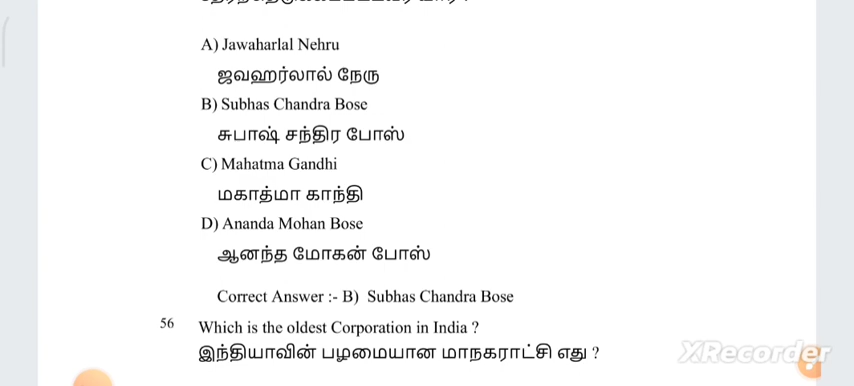 A) Jawaharlal Nehru
ஜவஹர்லால் நேரு
B) Subhas Chandra Bose
சுபாஷ் சந்திர போஸ்
C) Mahatma Gandhi
மகாத்மா காந்தி
D) Ananda Mohan Bose
ஆனந்த மோகன் போஸ்
Correct Answer :- B) Subhas Chandra Bose
56 Which is the oldest Corporation in India ?
இந்தியாவின் பழமையான மாநகராட்சி எது ?
XRecorder